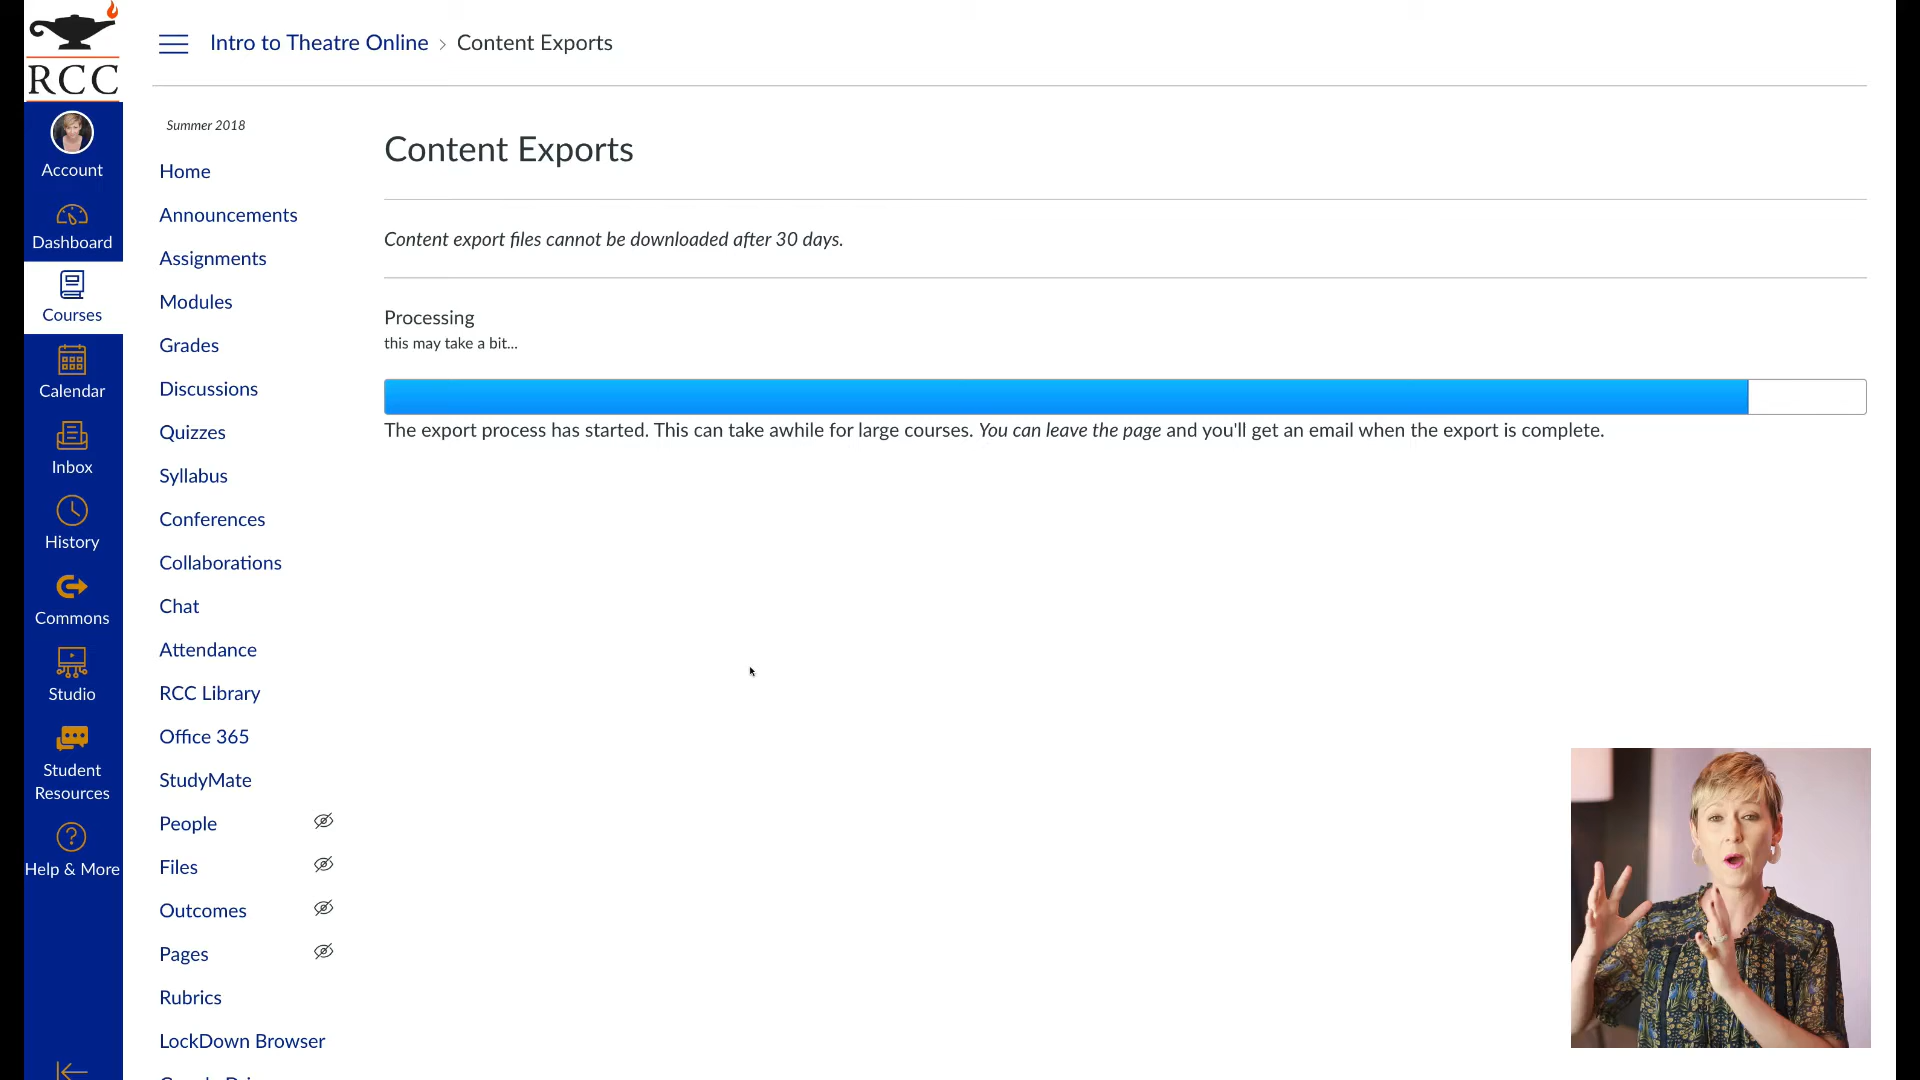 RCC
Account
Dashboard
Courses
Calendar
Inbox
History
Commons
Studio
Student
Resources
Help & More
Intro to Theatre Online > Content Exports
Summer 2018
Home
Announcements
Assignments
Modules
Grades
Discussions
Quizzes
Syllabus
Conferences
Collaborations
Chat
Attendance
RCC Library
Office 365
StudyMate
People
Files
Outcomes
Pages
Rubrics
LockDown Browser
Content Exports
Content export files cannot be downloaded after 30 days.
Processing
this may take a bit...
The export process has started. This can take awhile for large courses. You can leave the page and you'll get an email when the export is complete.